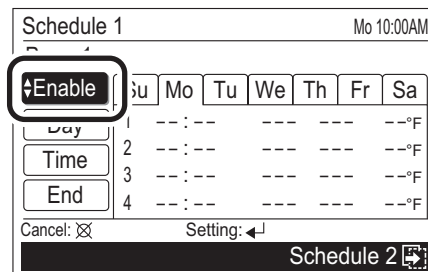 Schedule 1 Mo 10:00AM
Enable Su Mo Tu We Th Fr Sa
Day 1 --:-- --- --- --°F
Time 2 --:-- --- --- --°F
3 --:-- --- --- --°F
End 4 --:-- --- --- --°F
Cancel: Setting:
Schedule 2